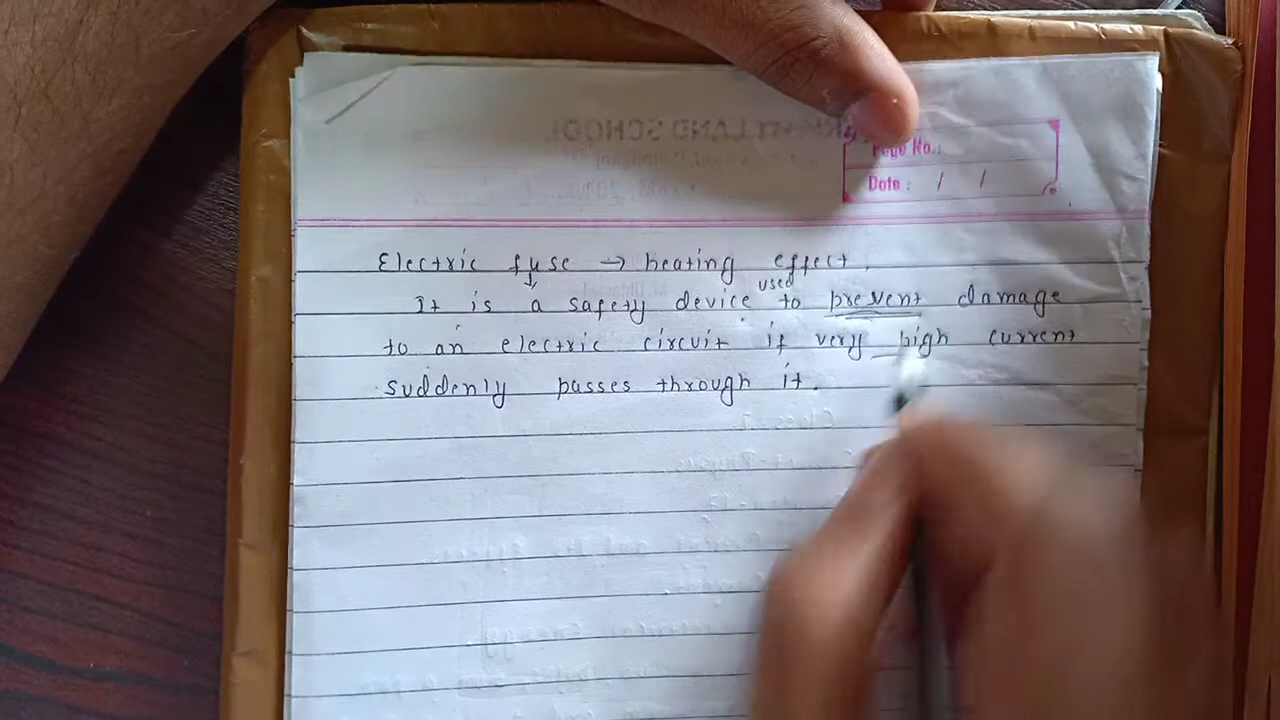 Page No.:
Date : / /
Electric fuse → heating effect.
It is a safety device used to prevent damage
to an electric circuit if very high current
suddenly passes through it.